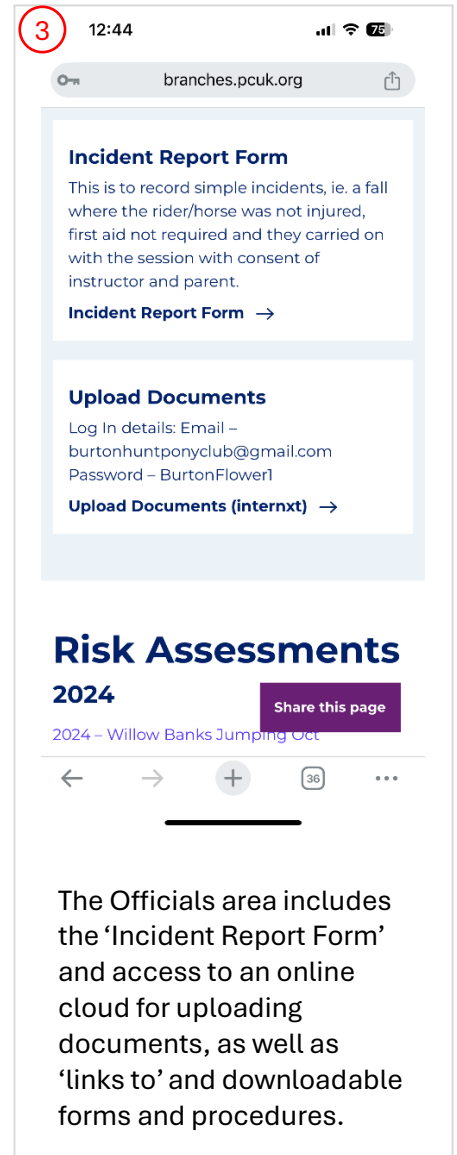 3
12:44
75
branches.pcuk.org
Incident Report Form
This is to record simple incidents, ie. a fall
where the rider/horse was not injured,
first aid not required and they carried on
with the session with consent of
instructor and parent.
Incident Report Form →
Upload Documents
Log In details: Email –
burtonhuntponyclub@gmail.com
Password – BurtonFlower1
Upload Documents (internxt) →
Risk Assessments
2024
Share this page
2024 – Willow Banks Jumping Oct
36
The Officials area includes
the ‘Incident Report Form’
and access to an online
cloud for uploading
documents, as well as
‘links to’ and downloadable
forms and procedures.